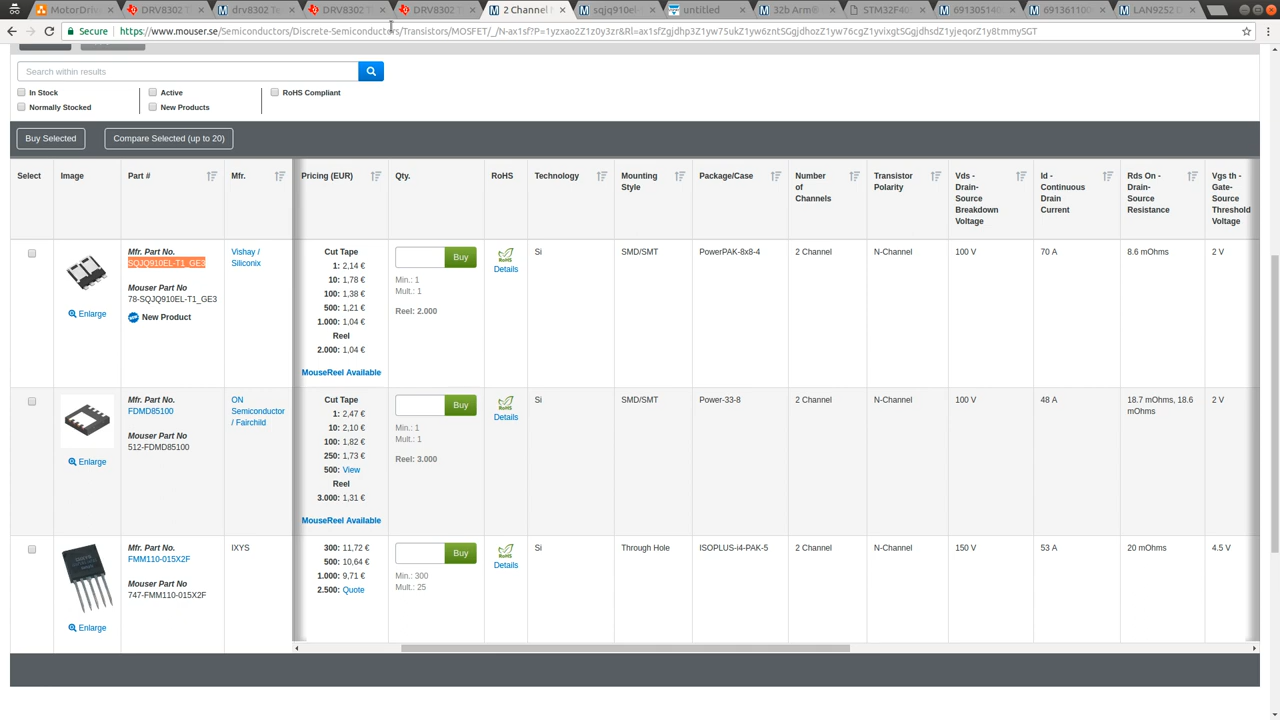 MotorDriv
DRV8302 T
drv8302 Te
DRV8302 T
DRV8302 T
2 Channel
sqjq910el-
untitled
32b Arm®
STM32F40
691305140
691361100
LAN9252 D
Secure
https://www.mouser.se/Semiconductors/Discrete-Semiconductors/Transistors/MOSFET/_/N-ax1sf?P=1yzxao2Z1z0y3zr&Rl=ax1sfZgjdhp3Z1yw75ukZ1yw6zntSGgjdhozZ1yw76cgZ1yvixgtSGgjdhsdZ1yjeqorZ1y8tmmySGT
Search within results
In Stock
Active
RoHS Compliant
Normally Stocked
New Products
Buy Selected
Compare Selected (up to 20)
Select
Image
Part #
Mfr.
Pricing (EUR)
Qty.
RoHS
Technology
Mounting
Style
Package/Case
Number
of
Channels
Transistor
Polarity
Vds -
Drain-
Source
Breakdown
Voltage
Id -
Continuous
Drain
Current
Rds On -
Drain-
Source
Resistance
Vgs th -
Gate-
Source
Threshold
Voltage
Enlarge
Mfr. Part No.
SQJQ910EL-T1_GE3
Mouser Part No
78-SQJQ910EL-T1_GE3
New Product
Vishay /
Siliconix
Cut Tape
1: 2,14 €
10: 1,78 €
100: 1,38 €
500: 1,21 €
1.000: 1,04 €
Reel
2.000: 1,04 €
MouseReel Available
Buy
Min.: 1
Mult.: 1
Reel: 2.000
RoHS
Details
Si
SMD/SMT
PowerPAK-8x8-4
2 Channel
N-Channel
100 V
70 A
8.6 mOhms
2 V
Enlarge
Mfr. Part No.
FDMD85100
Mouser Part No
512-FDMD85100
ON
Semiconductor
/ Fairchild
Cut Tape
1: 2,47 €
10: 2,10 €
100: 1,82 €
250: 1,73 €
500: View
Reel
3.000: 1,31 €
MouseReel Available
Buy
Min.: 1
Mult.: 1
Reel: 3.000
RoHS
Details
Si
SMD/SMT
Power-33-8
2 Channel
N-Channel
100 V
48 A
18.7 mOhms, 18.6
mOhms
2 V
Enlarge
Mfr. Part No.
FMM110-015X2F
Mouser Part No
747-FMM110-015X2F
IXYS
300: 11,72 €
500: 10,64 €
1.000: 9,71 €
2.500: Quote
Buy
Min.: 300
Mult.: 25
RoHS
Details
Si
Through Hole
ISOPLUS-i4-PAK-5
2 Channel
N-Channel
150 V
53 A
20 mOhms
4.5 V